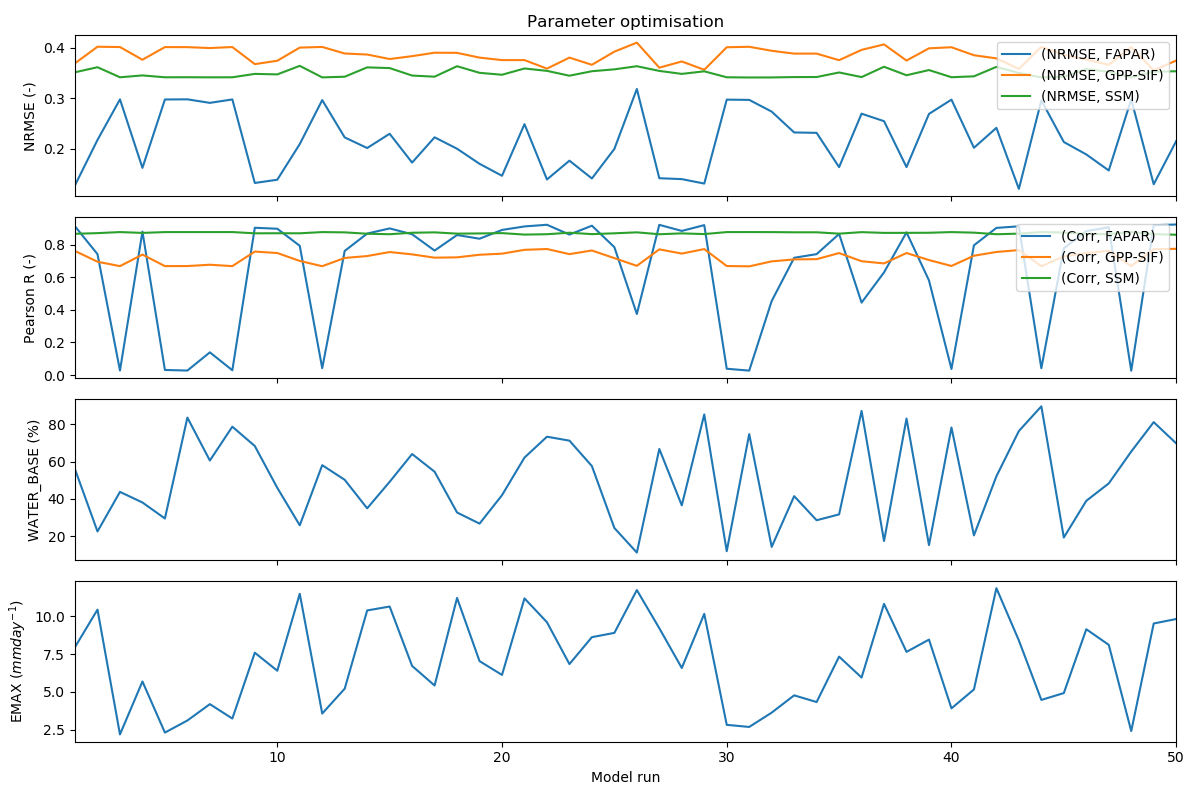 Parameter optimisation
NRMSE (-)
0.4
0.3
0.2
(NRMSE, FAPAR)
(NRMSE, GPP-SIF)
(NRMSE, SSM)
Pearson R (-)
0.8
0.6
0.4
0.2
0.0
(Corr, FAPAR)
(Corr, GPP-SIF)
(Corr, SSM)
WATER_BASE (%)
80
60
40
20
EMAX (mmday⁻¹)
10.0
7.5
5.0
2.5
10 20 30 40 50
Model run